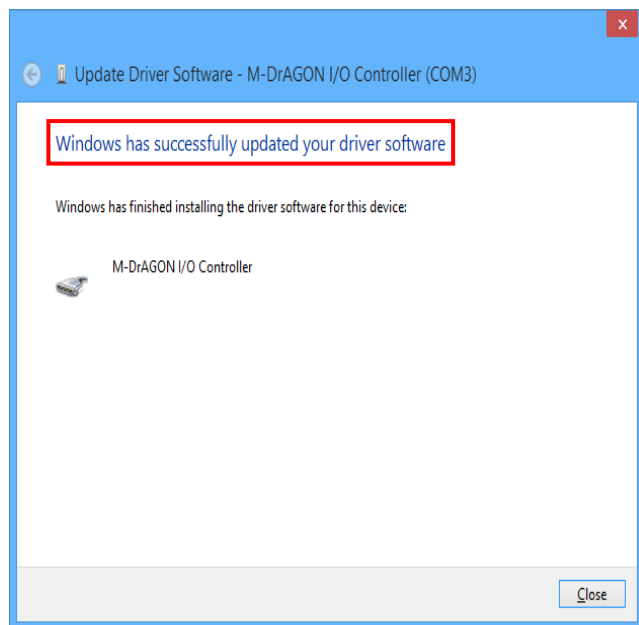 x
Update Driver Software - M-DrAGON I/O Controller (COM3)
Windows has successfully updated your driver software
Windows has finished installing the driver software for this device:
M-DrAGON I/O Controller
Close